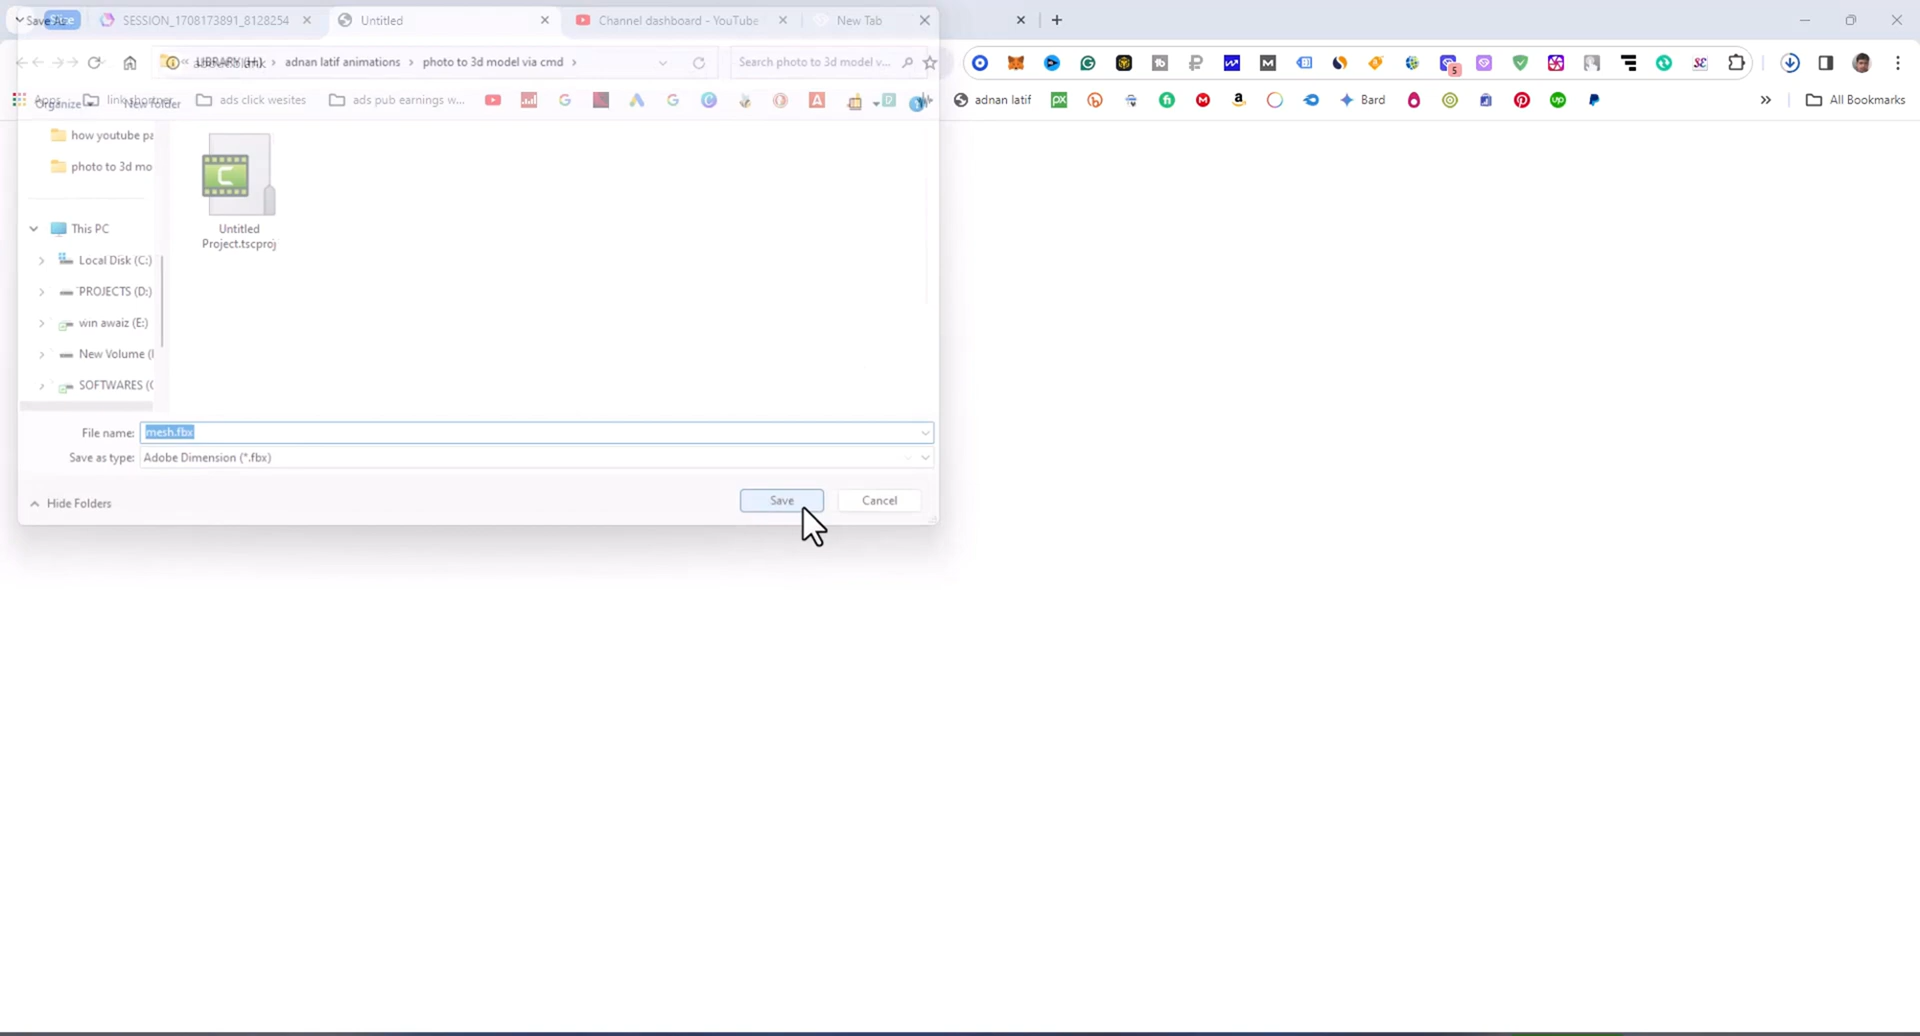 Save As
SESSION_1708173891_8128254
Untitled
Channel dashboard - YouTube
New Tab
LIBRARY (H:) › adnan latif animations › photo to 3d model via cmd ›
Search photo to 3d model v...
5
Organize
New folder
ads click wesites
ads pub earnings w...
adnan latif
Bard
All Bookmarks
how youtube pa
photo to 3d mo
This PC
Local Disk (C:)
PROJECTS (D:)
win awaiz (E:)
New Volume (
SOFTWARES (
Untitled
Project.tscproj
File name: mesh.fbx
Save as type: Adobe Dimension (*.fbx)
Hide Folders
Save
Cancel